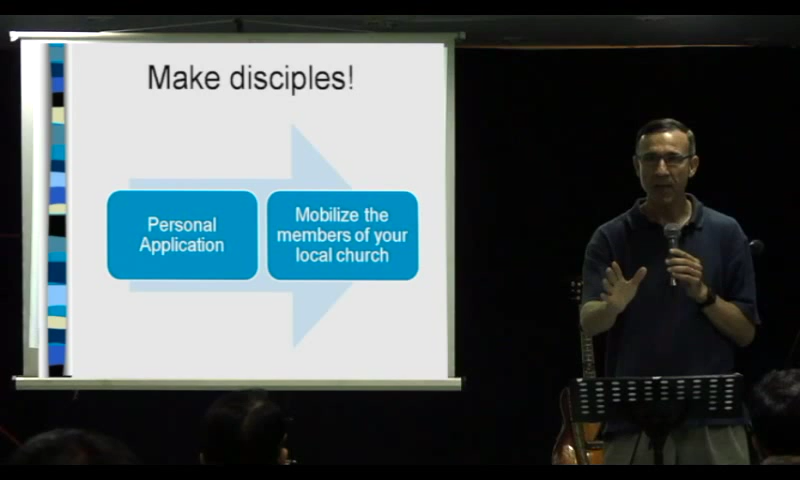 Make disciples!
Personal
Application
Mobilize the
members of your
local church